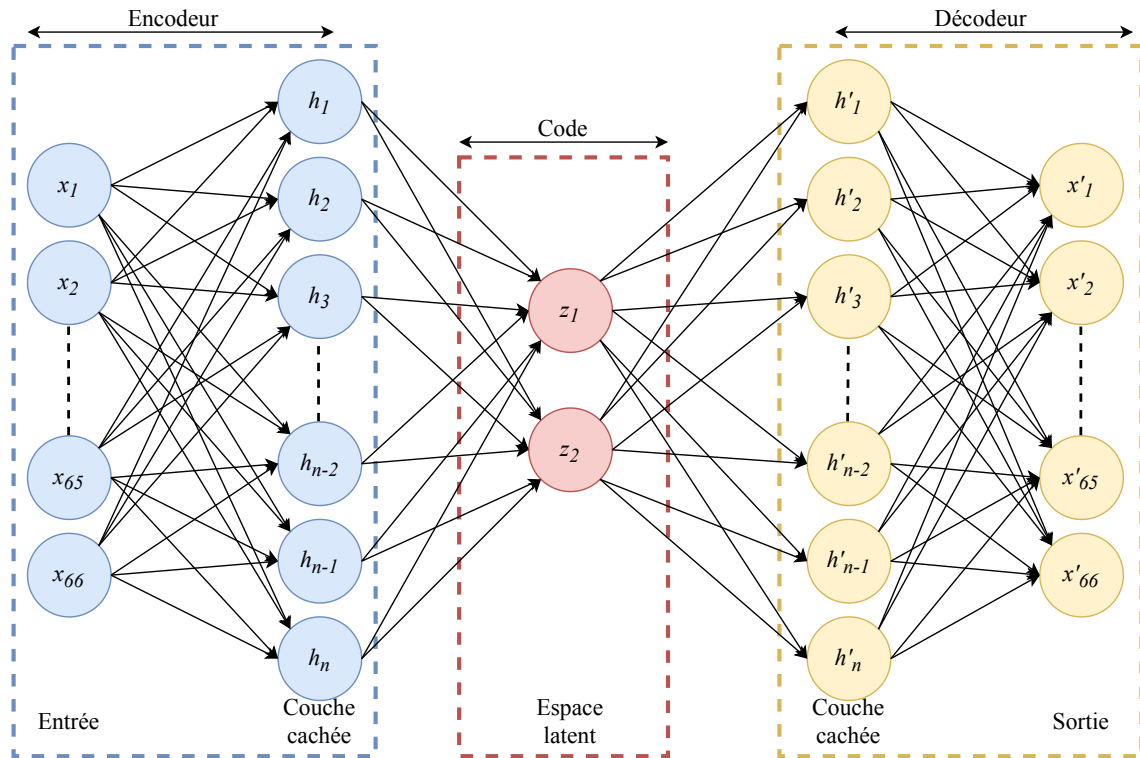 Encodeur
Décodeur
Code
x1
x2
x65
x66
h1
h2
h3
hn-2
hn-1
hn
z1
z2
h'1
h'2
h'3
h'n-2
h'n-1
h'n
x'1
x'2
x'65
x'66
Entrée
Couche
cachée
Espace
latent
Couche
cachée
Sortie